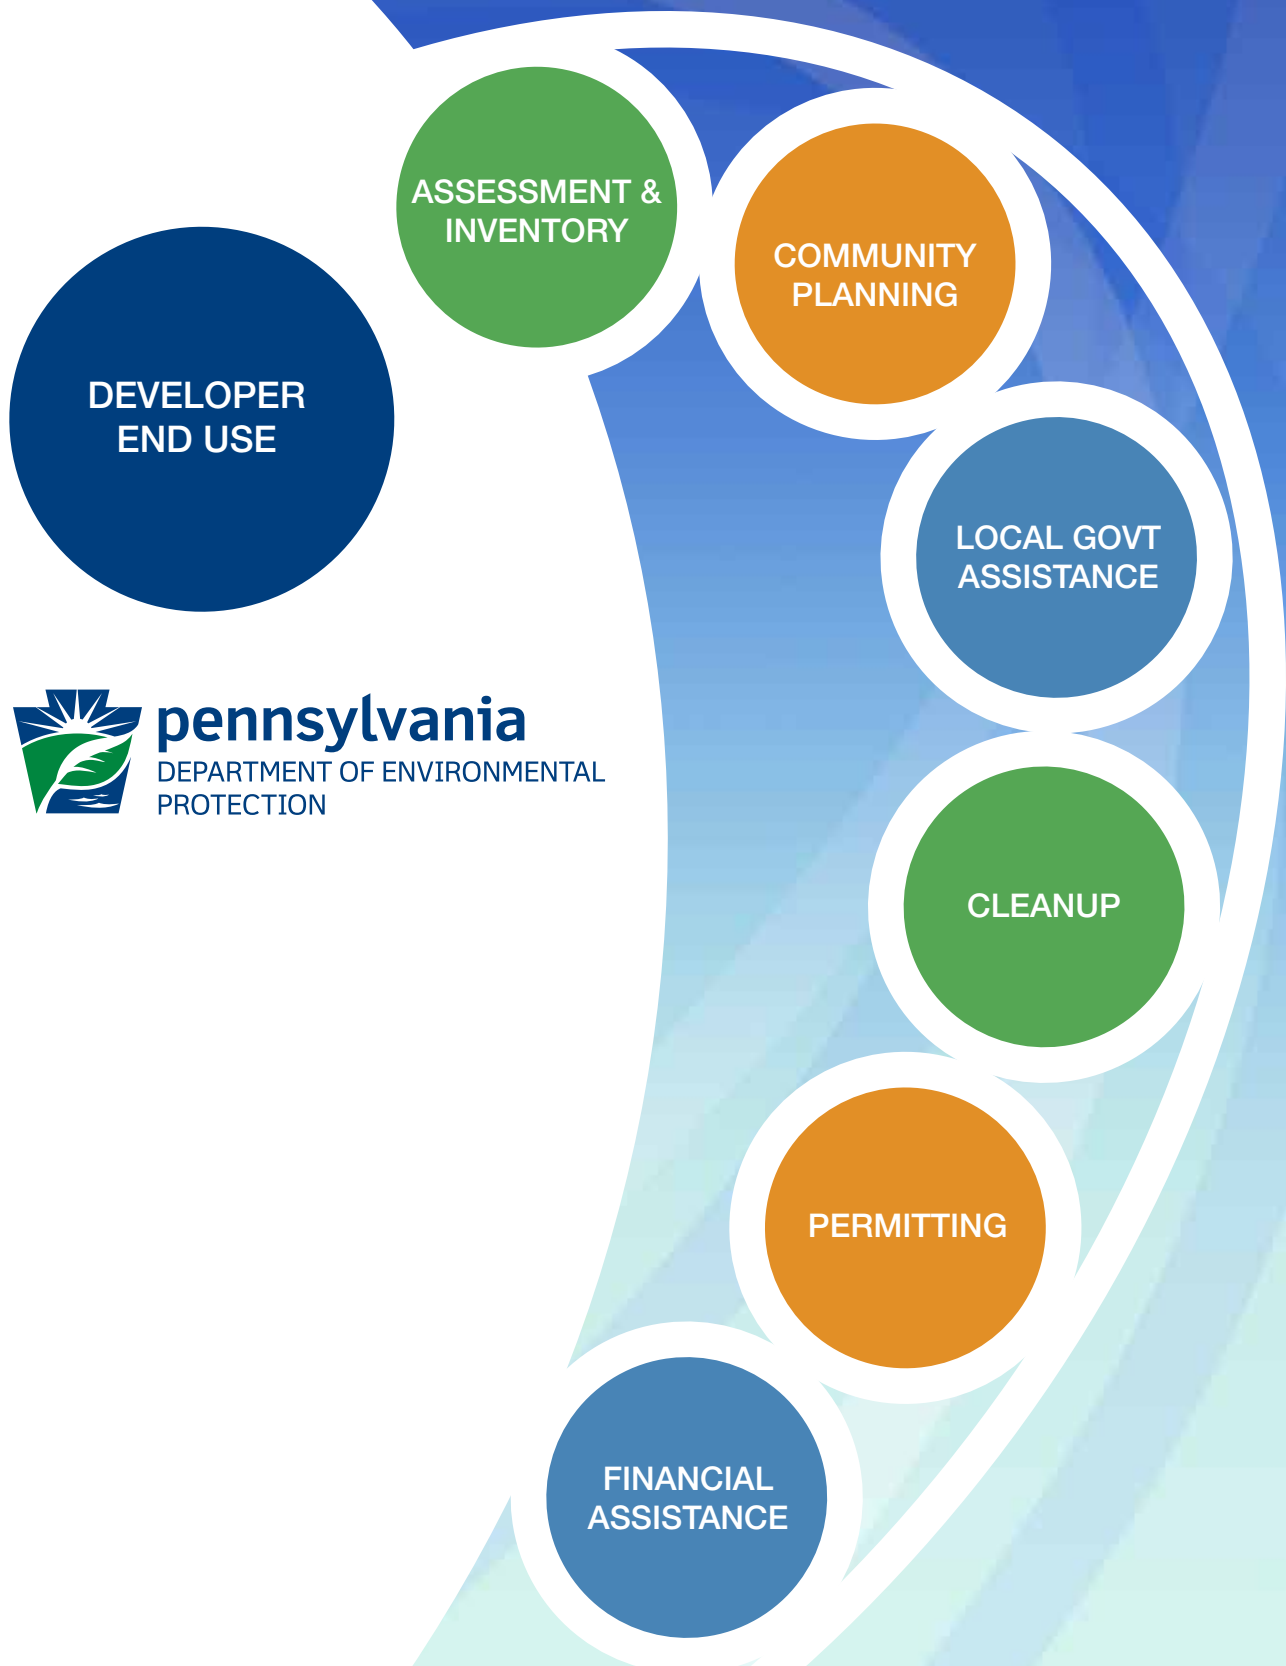 ASSESSMENT &
INVENTORY
COMMUNITY
PLANNING
DEVELOPER
END USE
LOCAL GOVT
ASSISTANCE
pennsylvania
DEPARTMENT OF ENVIRONMENTAL
PROTECTION
CLEANUP
PERMITTING
FINANCIAL
ASSISTANCE